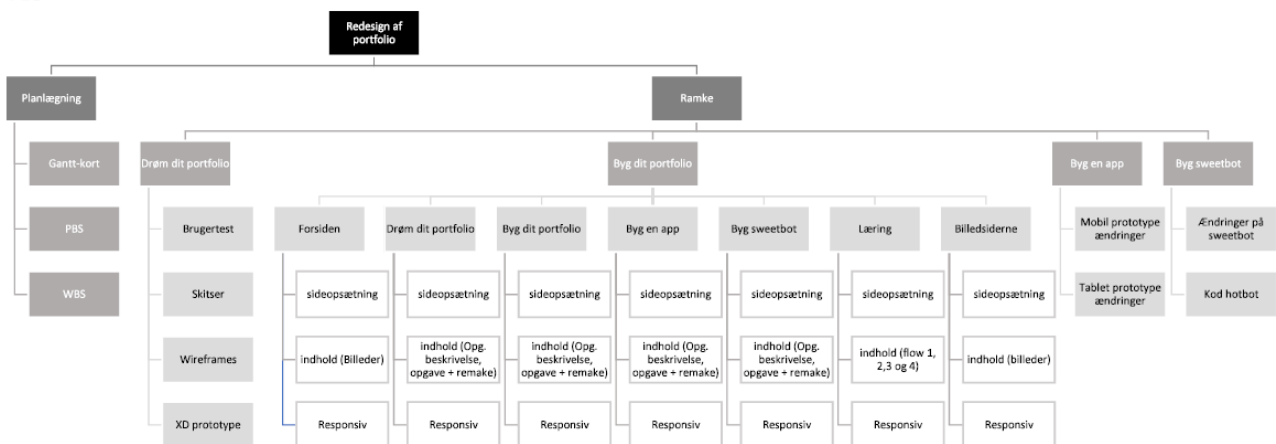 Redesign af
portfolio
Planlægning
Ramke
Gantt-kort
Drøm dit portfolio
Byg dit portfolio
Byg en app
Byg sweetbot
PBS
Brugertest
Forsiden
Drøm dit portfolio
Byg dit portfolio
Byg en app
Byg sweetbot
Læring
Billedsiderne
Mobil prototype
ændringer
Ændringer på
sweetbot
WBS
Skitser
sideopsætning
sideopsætning
sideopsætning
sideopsætning
sideopsætning
sideopsætning
sideopsætning
Tablet prototype
ændringer
Kod hotbot
Wireframes
indhold (Billeder)
indhold (Opg.
beskrivelse,
opgave + remake)
indhold (Opg.
beskrivelse,
opgave + remake)
indhold (Opg.
beskrivelse,
opgave + remake)
indhold (Opg.
beskrivelse,
opgave + remake)
indhold (flow 1,
2,3 og 4)
indhold (billeder)
XD prototype
Responsiv
Responsiv
Responsiv
Responsiv
Responsiv
Responsiv
Responsiv